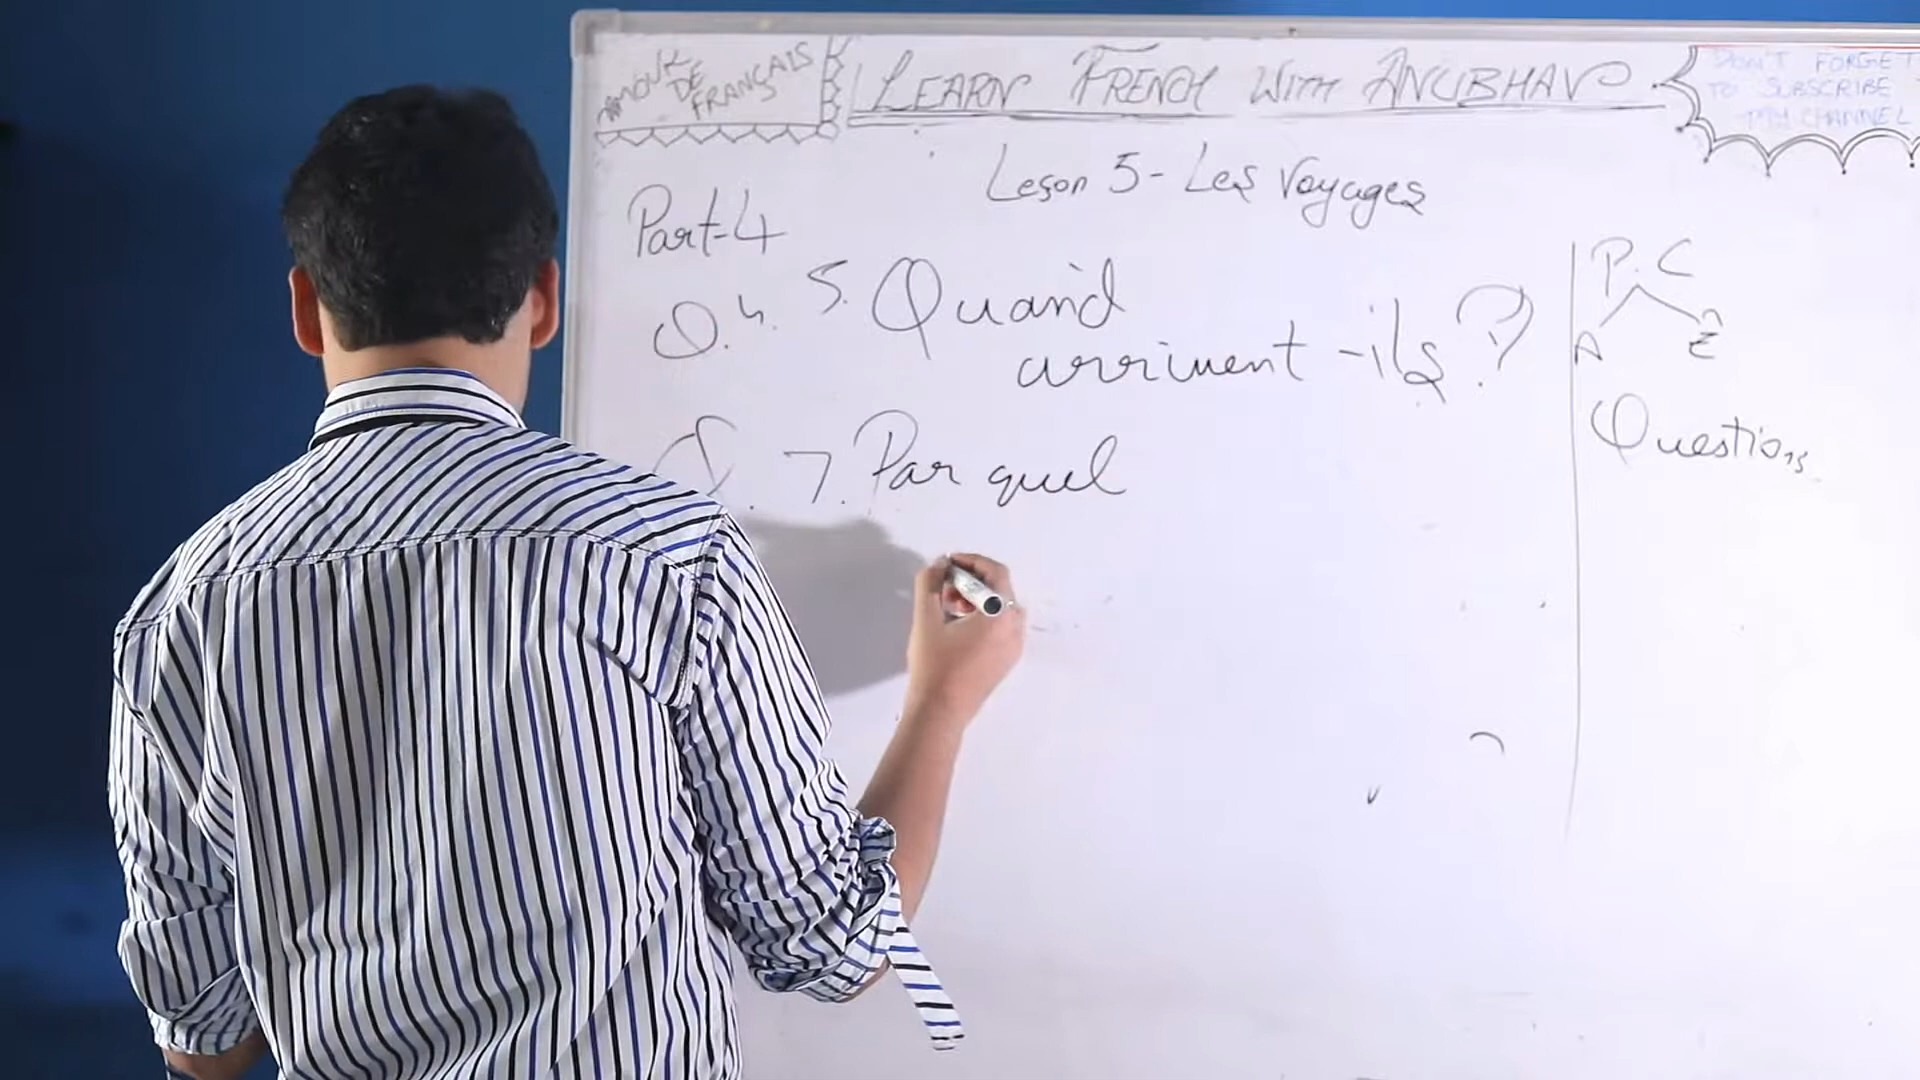 AMOUR
DE
FRANÇAIS
LEARN FRENCH WITH ANUBHAV
DON'T FORGET
TO SUBSCRIBE
MY CHANNEL
Leson 5 - Les Voyages
Part-4
Q.4. 5. Quand
arrivent-ils?
Q. 7. Par quel
P.C
A E
Questions